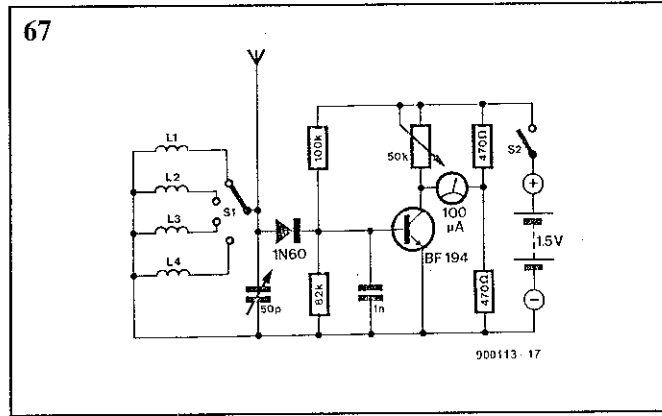 67
L1
L2
L3
L4
S1
50p
1N60
100k
82k
1n
50k
100
µA
BF 194
470Ω
470Ω
S2
+
1.5V
−
900113 - 17